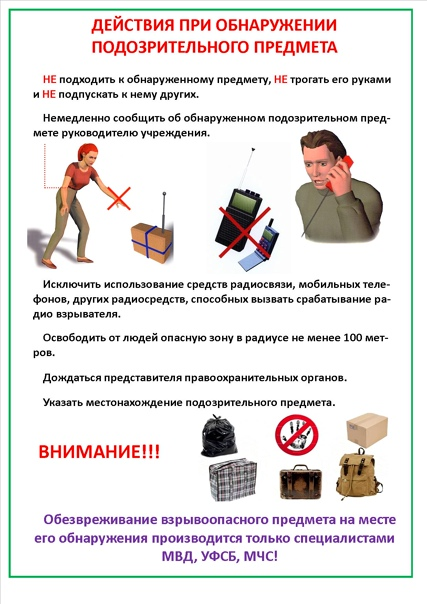 ДЕЙСТВИЯ ПРИ ОБНАРУЖЕНИИ
ПОДОЗРИТЕЛЬНОГО ПРЕДМЕТА
НЕ подходить к обнаруженному предмету, НЕ трогать его руками
и НЕ подпускать к нему других.
Немедленно сообщить об обнаруженном подозрительном пред-
мете руководителю учреждения.
Исключить использование средств радиосвязи, мобильных теле-
фонов, других радиосредств, способных вызвать срабатывание ра-
дио взрывателя.
Освободить от людей опасную зону в радиусе не менее 100 мет-
ров.
Дождаться представителя правоохранительных органов.
Указать местонахождение подозрительного предмета.
ВНИМАНИЕ!!!
Обезвреживание взрывоопасного предмета на месте
его обнаружения производится только специалистами
МВД, УФСБ, МЧС!